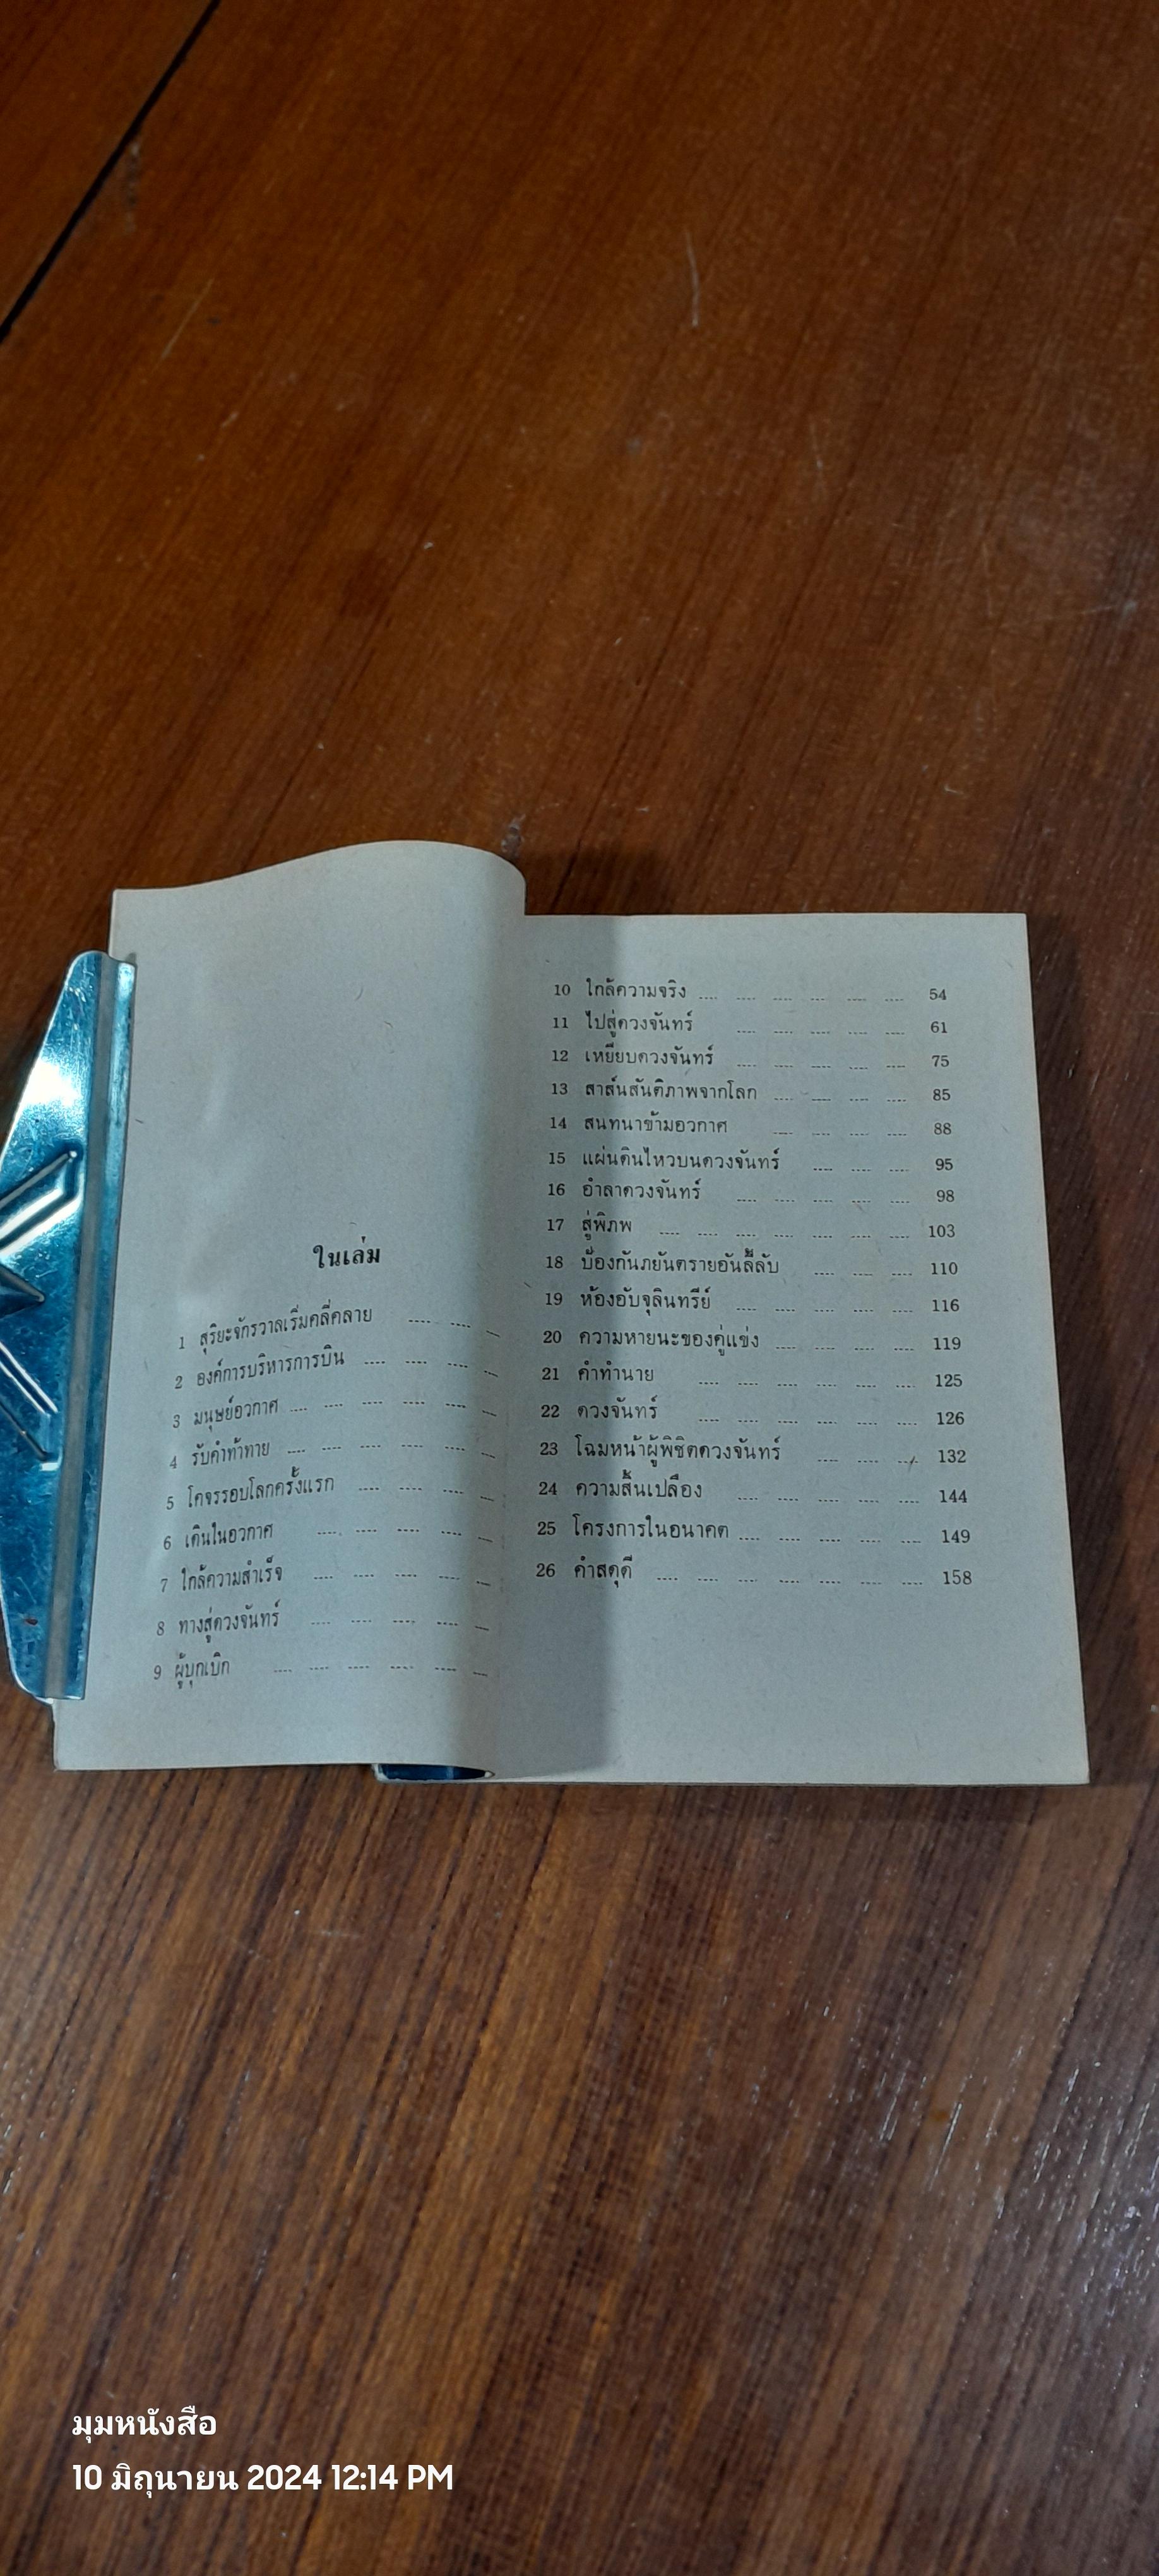 ในเล่ม
1 สุริยะจักรวาลเริ่มคลี่คลาย .... .... ....
2 องค์การบริหารการบิน .... .... .... ....
3 มนุษย์อวกาศ .... .... .... .... .... ....
4 รับคำท้าทาย .... .... .... .... .... ....
5 โคจรรอบโลกครั้งแรก .... .... .... ....
6 เดินในอวกาศ .... .... .... .... ....
7 ใกล้ความสำเร็จ .... .... .... .... ....
8 ทางสู่ดวงจันทร์ .... .... .... .... ....
9 ผู้บุกเบิก .... .... .... .... .... ....
10 ใกล้ความจริง .... .... .... .... .... .... 54
11 ไปสู่ดวงจันทร์ .... .... .... .... .... 61
12 เหยียบดวงจันทร์ .... .... .... .... .... 75
13 สาส์นสันติภาพจากโลก .... .... .... .... 85
14 สนทนาข้ามอวกาศ .... .... .... .... 88
15 แผ่นดินไหวบนดวงจันทร์ .... .... .... 95
16 อำลาดวงจันทร์ .... .... .... .... .... 98
17 สู่พิภพ .... .... .... .... .... .... .... 103
18 ป้องกันภยันตรายอันลี้ลับ .... .... .... 110
19 ห้องอับจุลินทรีย์ .... .... .... .... .... 116
20 ความหายนะของคู่แข่ง .... .... .... .... 119
21 คำทำนาย .... .... .... .... .... .... 125
22 ดวงจันทร์ .... .... .... .... .... .... 126
23 โฉมหน้าผู้พิชิตดวงจันทร์ .... .... .... 132
24 ความสิ้นเปลือง .... .... .... .... .... 144
25 โครงการในอนาคต .... .... .... .... .... 149
26 คำสดุดี .... .... .... .... .... .... .... 158
มุมหนังสือ
10 มิถุนายน 2024 12:14 PM